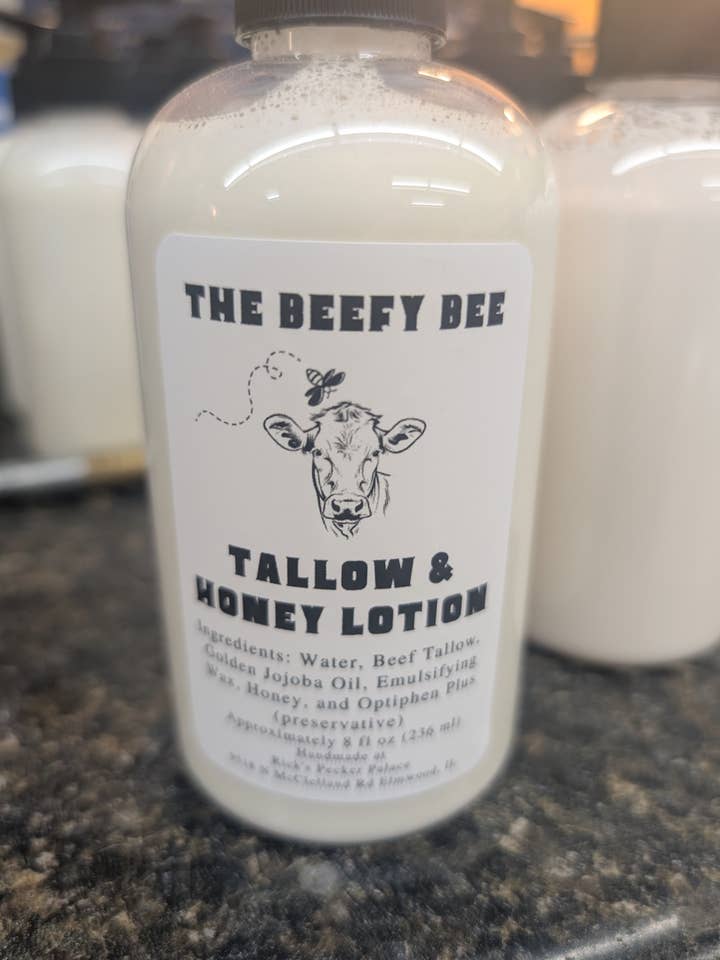 THE BEEFY BEE
TALLOW &
HONEY LOTION
Ingredients: Water, Beef Tallow,
Golden Jojoba Oil, Emulsifying
Wax, Honey, and Optiphen Plus
(preservative)
Approximately 8 fl oz (236 ml)
Handmade at
Rick's Pecker Palace
N McClelland Rd Elmwood, IL